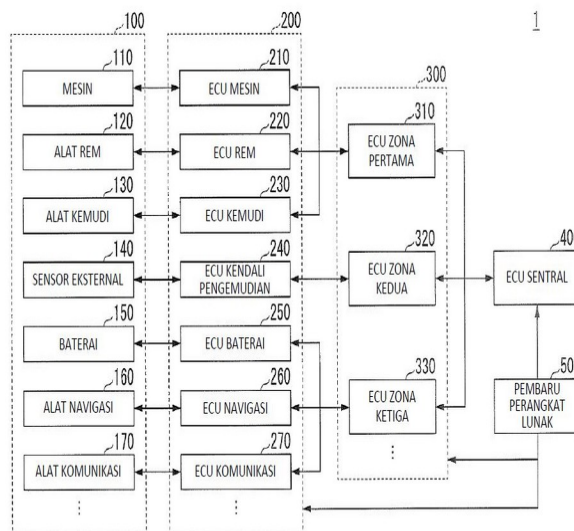 100
200
1
110
210
300
MESIN
ECU MESIN
310
120
220
ALAT REM
ECU REM
ECU ZONA
PERTAMA
130
230
ALAT KEMUDI
ECU KEMUDI
140
240
320
40
SENSOR EKSTERNAL
ECU KENDALI
PENGEMUDIAN
ECU ZONA
KEDUA
ECU SENTRAL
150
250
BATERAI
ECU BATERAI
160
260
330
50
ALAT NAVIGASI
ECU NAVIGASI
ECU ZONA
KETIGA
PEMBARU
PERANGKAT
LUNAK
170
270
ALAT KOMUNIKASI
ECU KOMUNIKASI